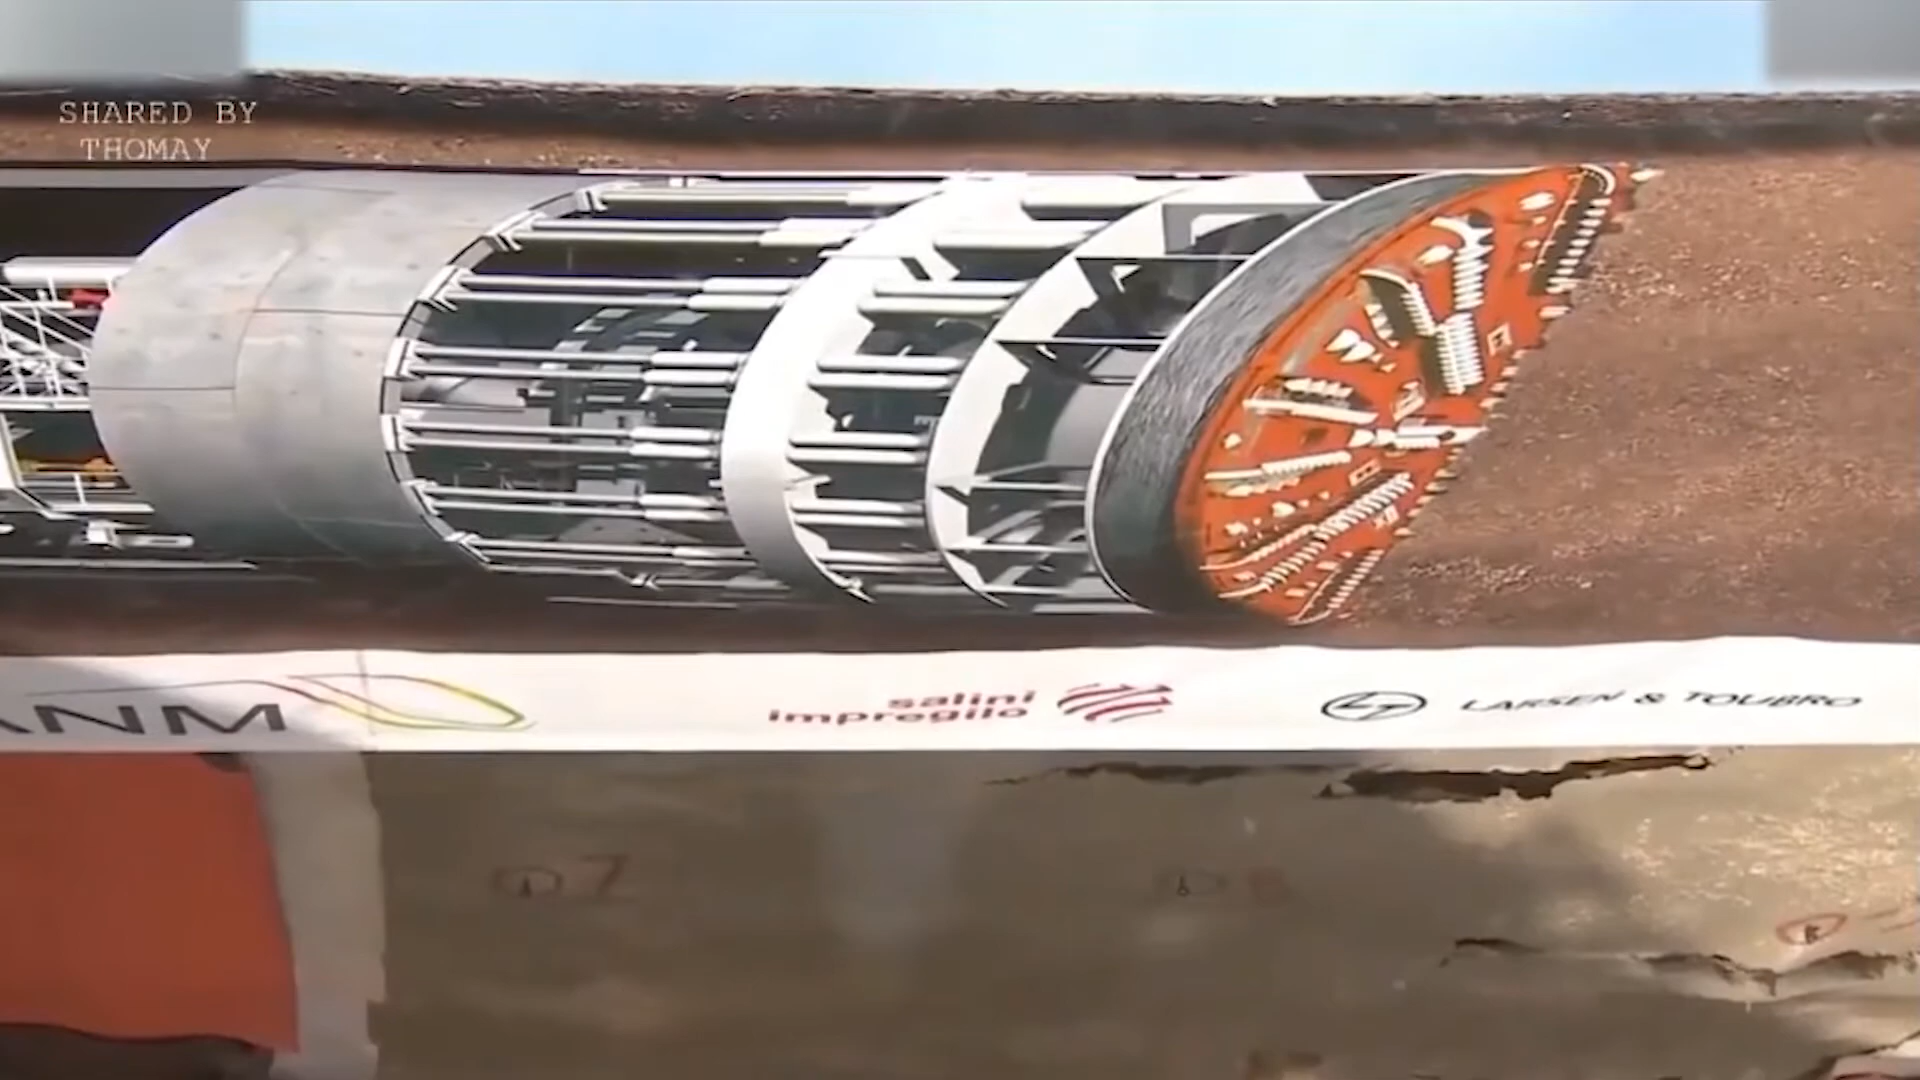 SHARED BY
THOMAY
ANM
salini
impregilo
LARSEN & TOUBRO